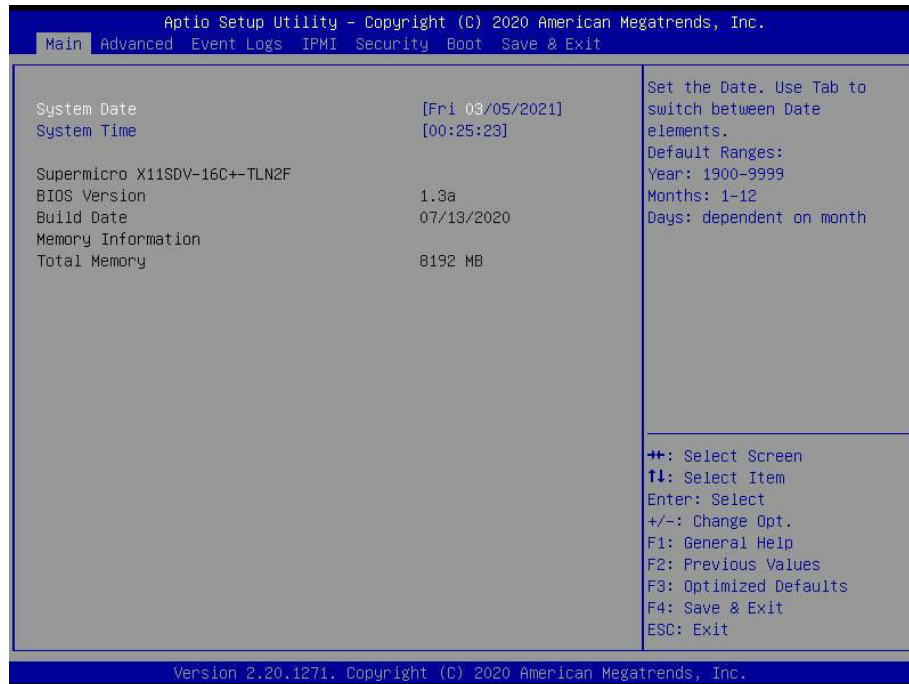 Aptio Setup Utility – Copyright (C) 2020 American Megatrends, Inc.
Main Advanced Event Logs IPMI Security Boot Save & Exit
System Date [Fri 03/05/2021]
System Time [00:25:23]
Supermicro X11SDV-16C+-TLN2F
BIOS Version 1.3a
Build Date 07/13/2020
Memory Information
Total Memory 8192 MB
Set the Date. Use Tab to
switch between Date
elements.
Default Ranges:
Year: 1900-9999
Months: 1-12
Days: dependent on month
→←: Select Screen
↑↓: Select Item
Enter: Select
+/-: Change Opt.
F1: General Help
F2: Previous Values
F3: Optimized Defaults
F4: Save & Exit
ESC: Exit
Version 2.20.1271. Copyright (C) 2020 American Megatrends, Inc.